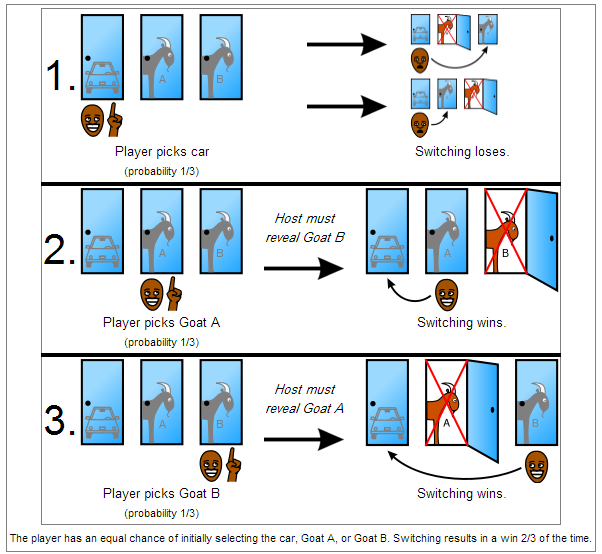 1.
A
B
Player picks car
(probability 1/3)
Switching loses.
2.
A
B
Host must
reveal Goat B
A
B
Player picks Goat A
(probability 1/3)
Switching wins.
3.
A
B
Host must
reveal Goat A
A
B
Player picks Goat B
(probability 1/3)
Switching wins.
The player has an equal chance of initially selecting the car, Goat A, or Goat B. Switching results in a win 2/3 of the time.